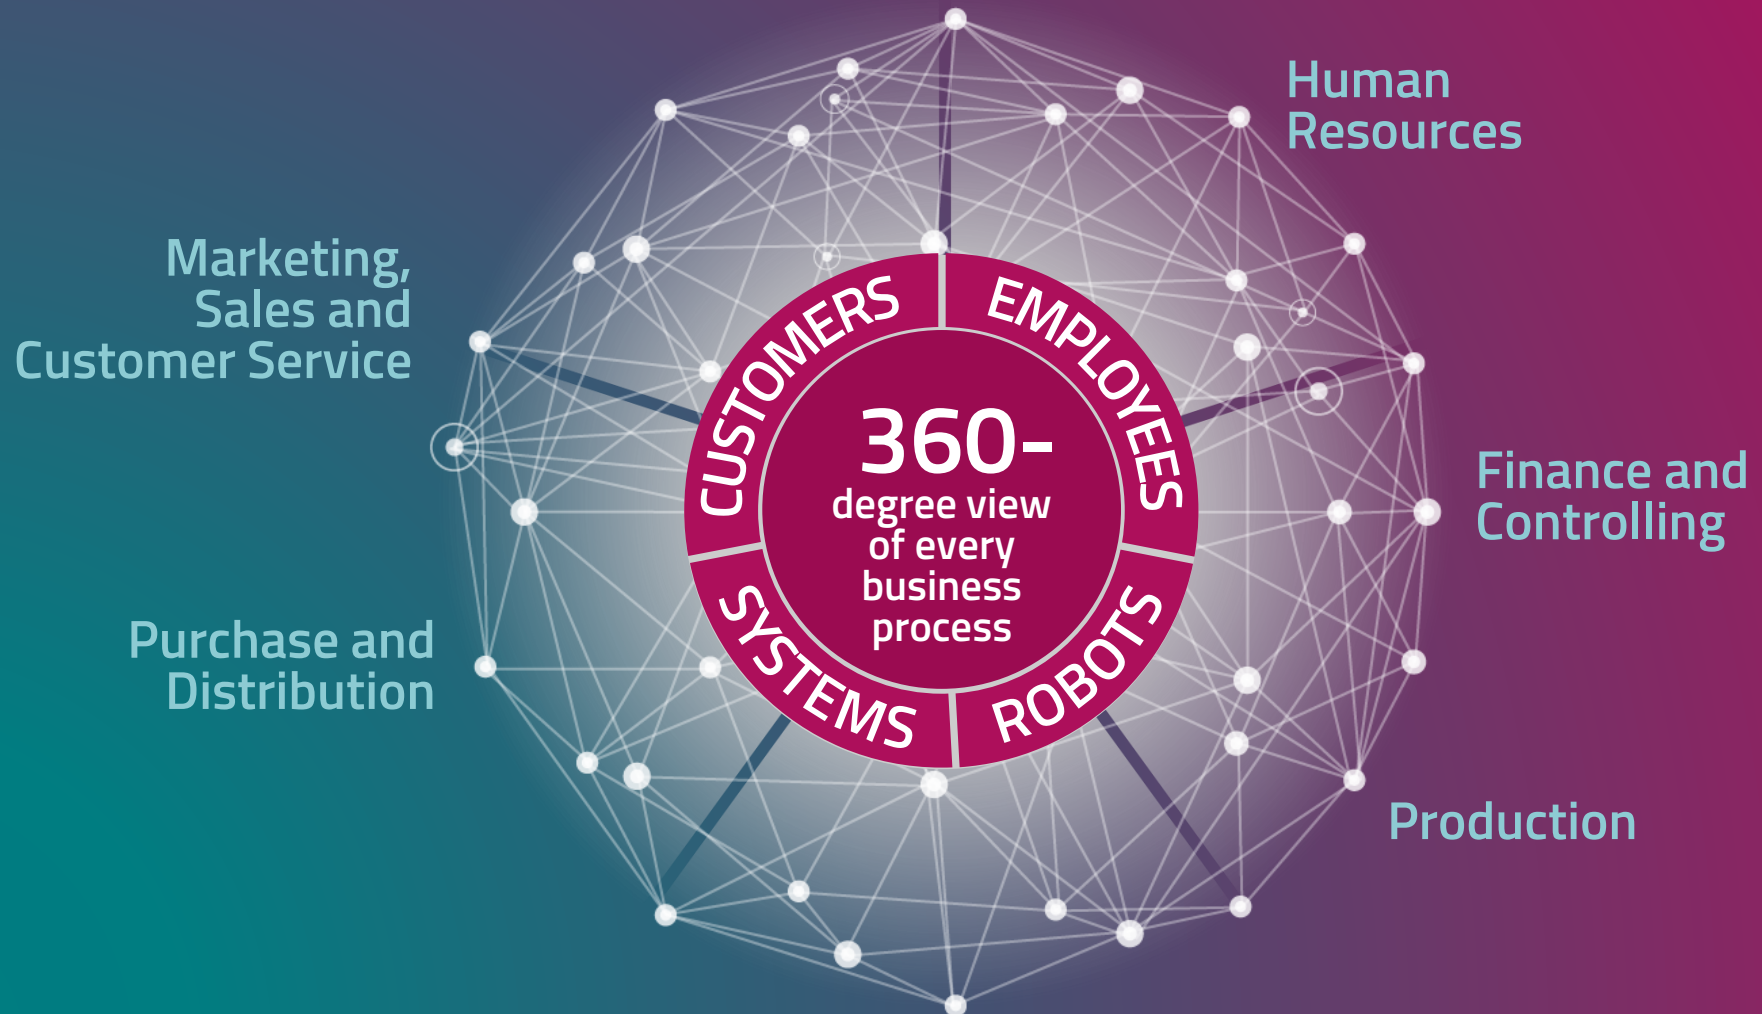 Human
Resources
Marketing,
Sales and
Customer Service
CUSTOMERS
EMPLOYEES
360-
degree view
of every
business
process
SYSTEMS
ROBOTS
Finance and
Controlling
Purchase and
Distribution
Production